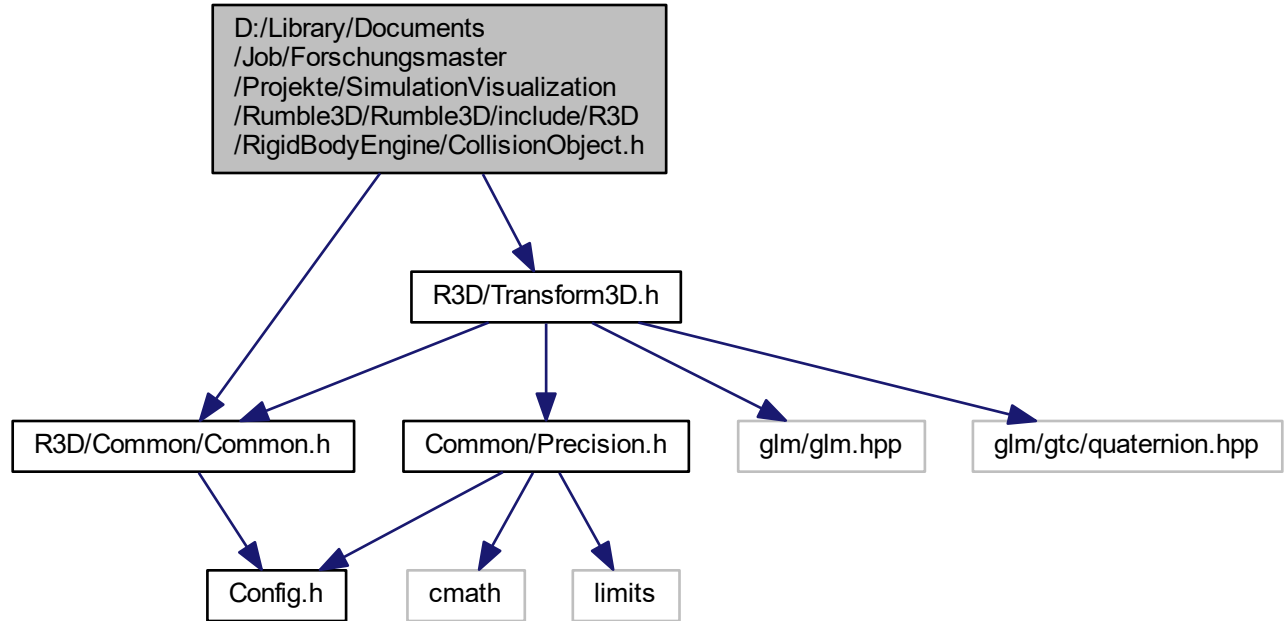 D:/Library/Documents
/Job/Forschungsmaster
/Projekte/SimulationVisualization
/Rumble3D/Rumble3D/include/R3D
/RigidBodyEngine/CollisionObject.h
R3D/Transform3D.h
R3D/Common/Common.h
Common/Precision.h
glm/glm.hpp
glm/gtc/quaternion.hpp
Config.h
cmath
limits